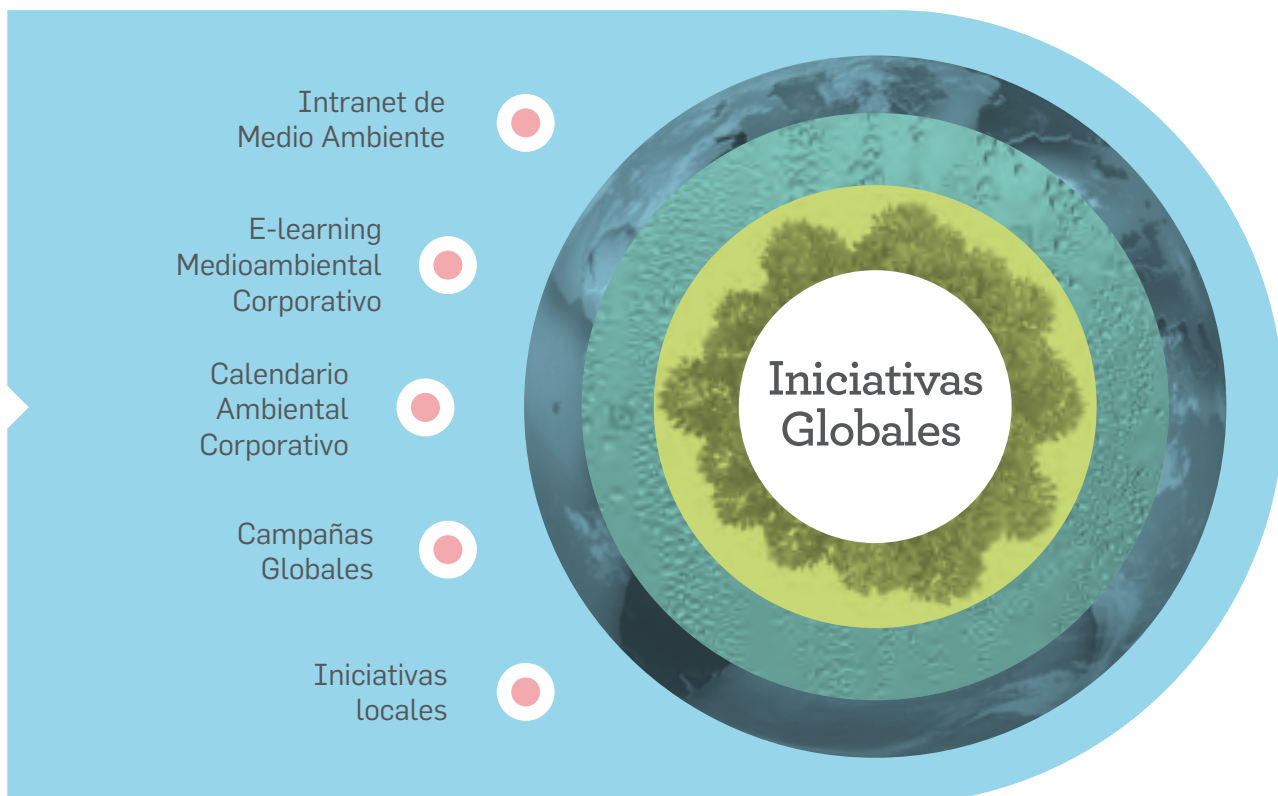 Intranet de
Medio Ambiente
E-learning
Medioambiental
Corporativo
Calendario
Ambiental
Corporativo
Campañas
Globales
Iniciativas
locales
Iniciativas
Globales